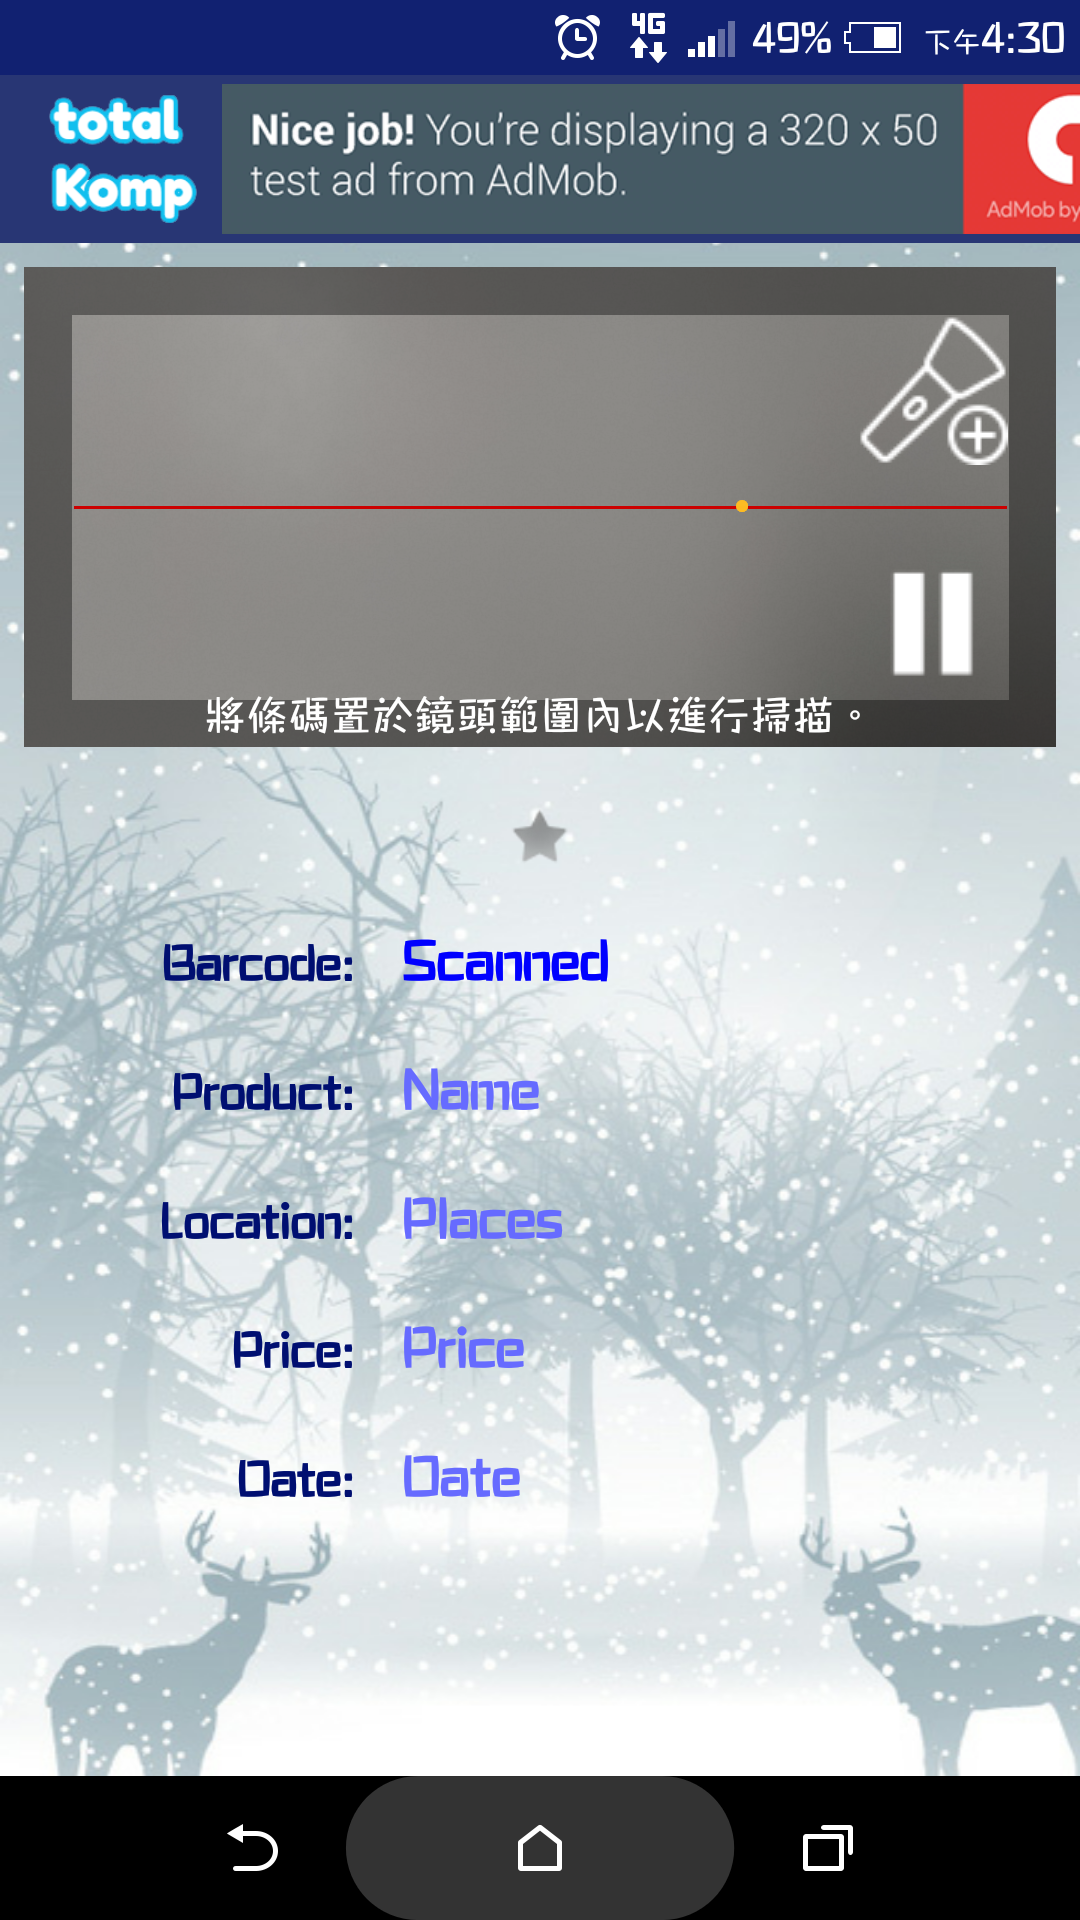 4G 49% 下午4:30
total
Komp
Nice job! You're displaying a 320 x 50
test ad from AdMob.
AdMob by
將條碼置於鏡頭範圍內以進行掃描。
Barcode: Scanned
Product: Name
Location: Places
Price: Price
Date: Date